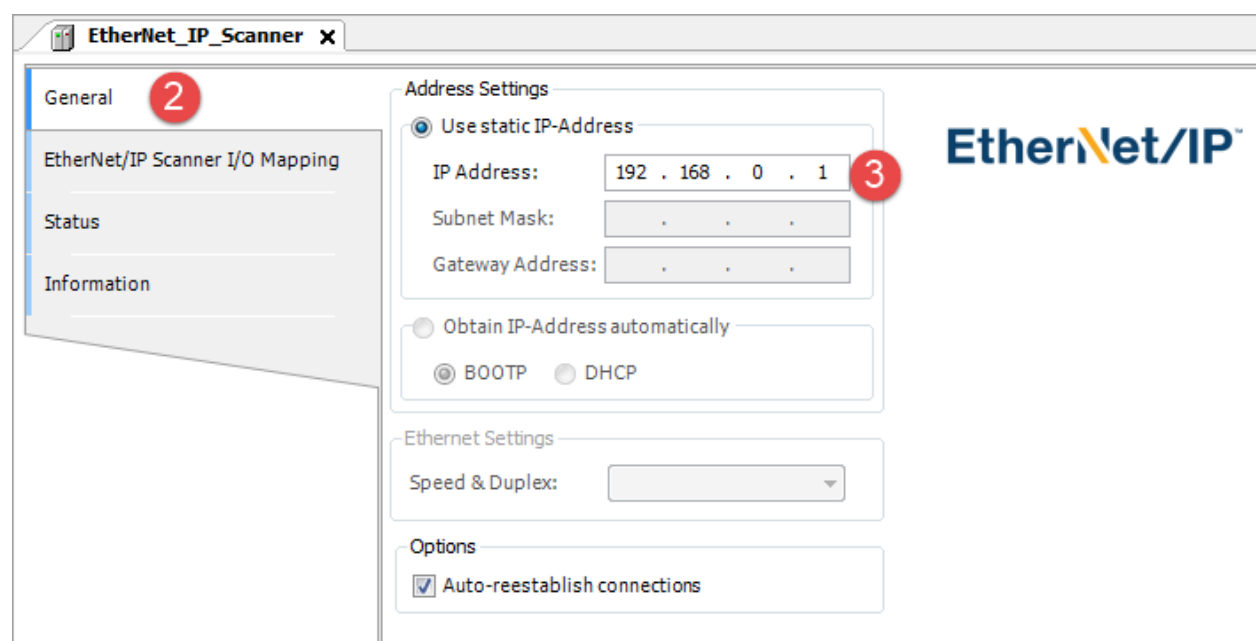 EtherNet_IP_Scanner x
General 2
EtherNet/IP Scanner I/O Mapping
Status
Information
Address Settings
Use static IP-Address
IP Address: 192 . 168 . 0 . 1 3
Subnet Mask: . . .
Gateway Address: . . .
Obtain IP-Address automatically
BOOTP DHCP
Ethernet Settings
Speed & Duplex:
Options
Auto-reestablish connections
EtherNet/IP™